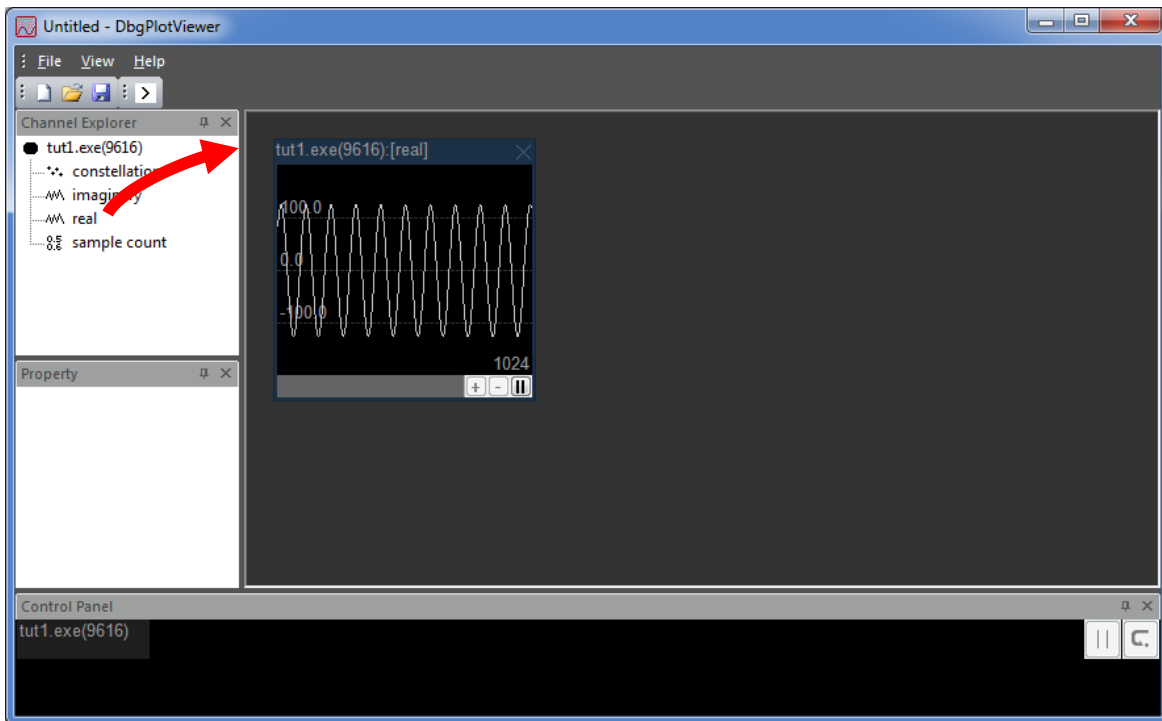 Untitled - DbgPlotViewer
File View Help
Channel Explorer
tut1.exe(9616)
constellation
imaginary
real
sample count
tut1.exe(9616):[real]
100.0
0.0
-100.0
1024
Property
Control Panel
tut1.exe(9616)